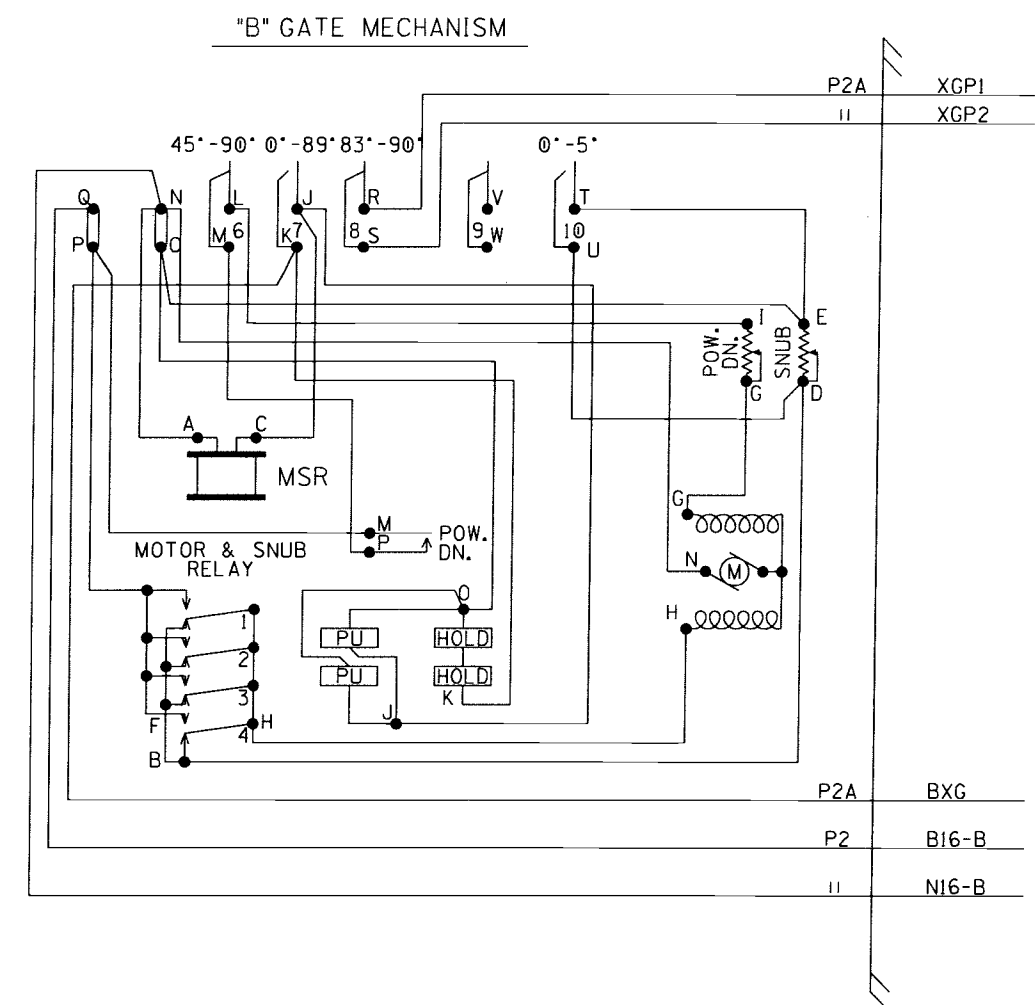 "B" GATE MECHANISM
P2A XGP1
" XGP2
45°-90° 0°-89° 83°-90° 0°-5°
Q N L J R V T
P O M 6 K 7 8 S 9 W 10 U
I E
POW. DN. SNUB
G D
A C
MSR
G
M
P
POW. DN.
MOTOR & SNUB
RELAY
N M
H
O
1 PU HOLD
2 PU HOLD
3 K
F H J
4
B
P2A BXG
P2 B16-B
" N16-B